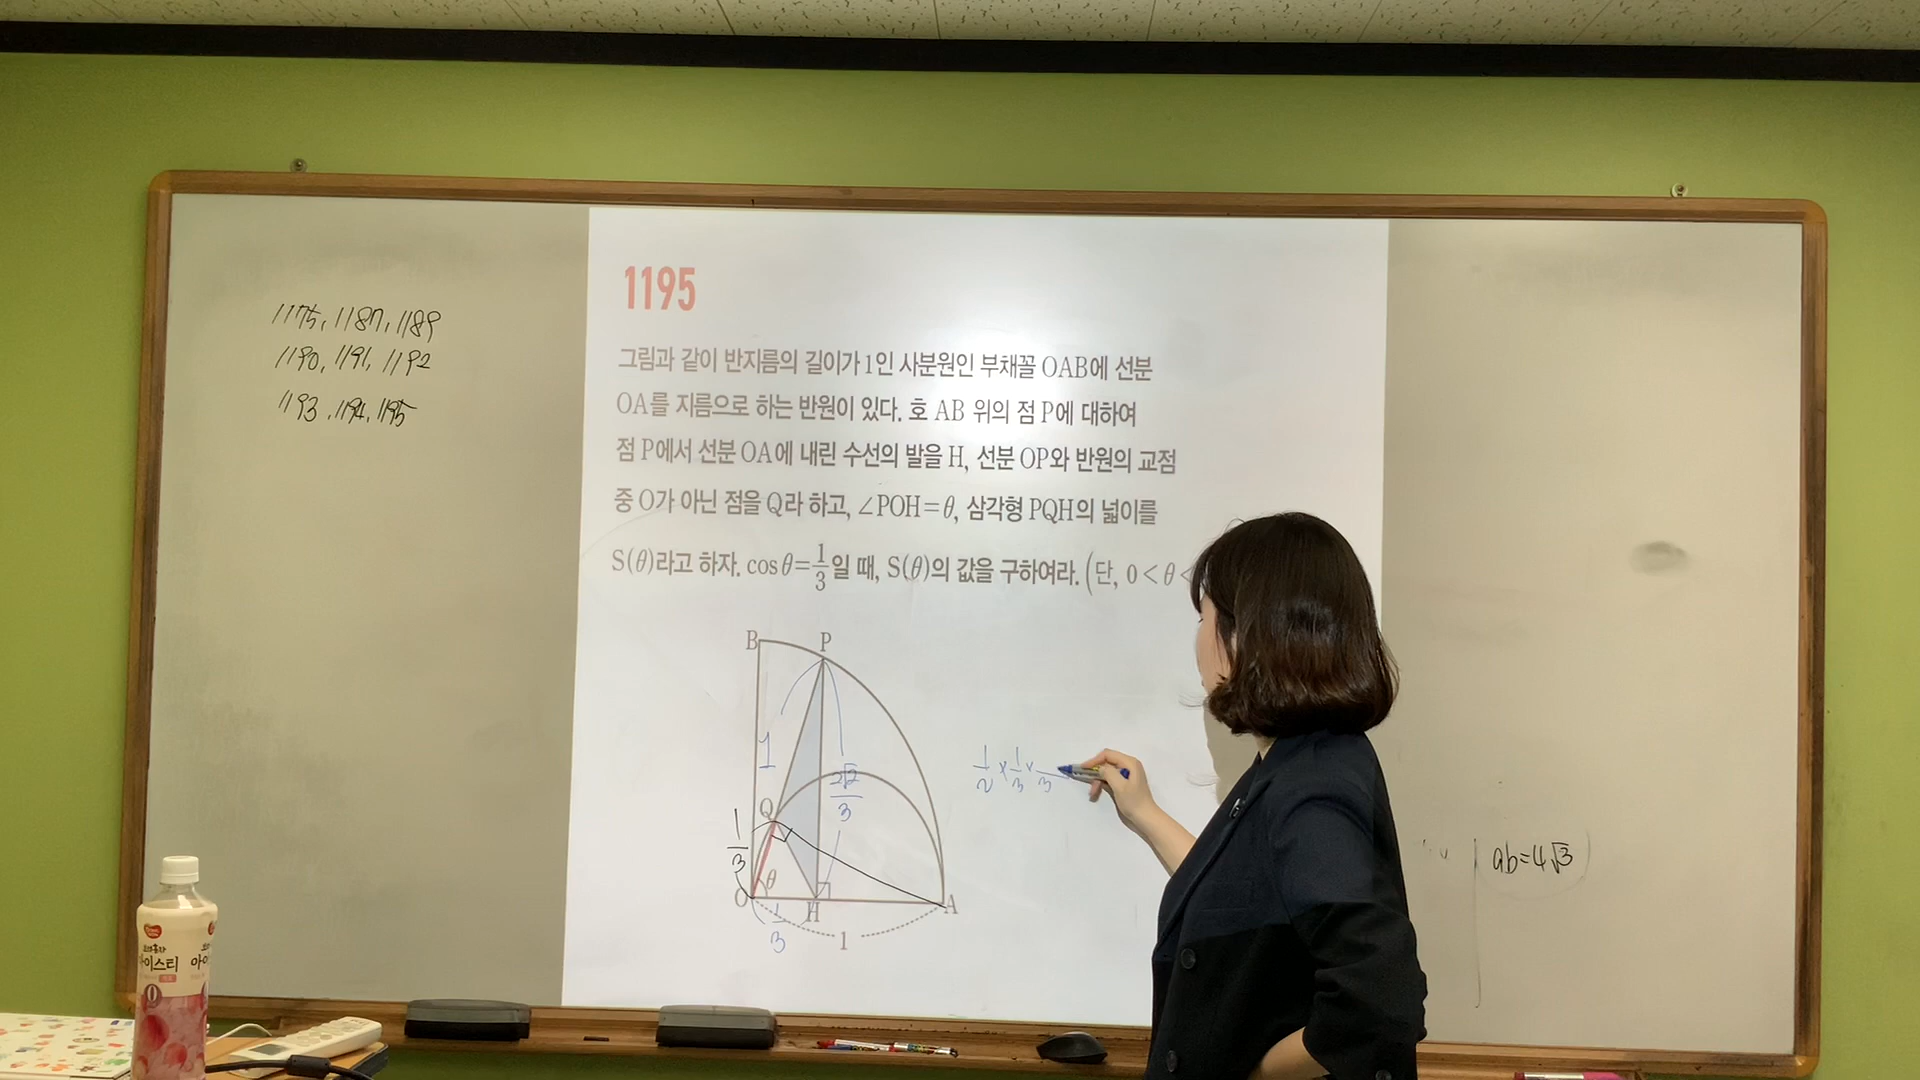 1175, 1187, 1189
1190, 1191, 1192
1193, 1194, 1195
1195
그림과 같이 반지름의 길이가 1인 사분원인 부채꼴 OAB에 선분
OA를 지름으로 하는 반원이 있다. 호 AB 위의 점 P에 대하여
점 P에서 선분 OA에 내린 수선의 발을 H, 선분 OP와 반원의 교점
중 O가 아닌 점을 Q라 하고, ∠POH=θ, 삼각형 PQH의 넓이를
S(θ)라고 하자. cosθ=1/3일 때, S(θ)의 값을 구하여라. (단, 0<θ<
B P
1
2√2/3
1/2 × 1/3 × /3
Q
1/3
θ
O H A
1/3
1
ab=4√3
아이스티